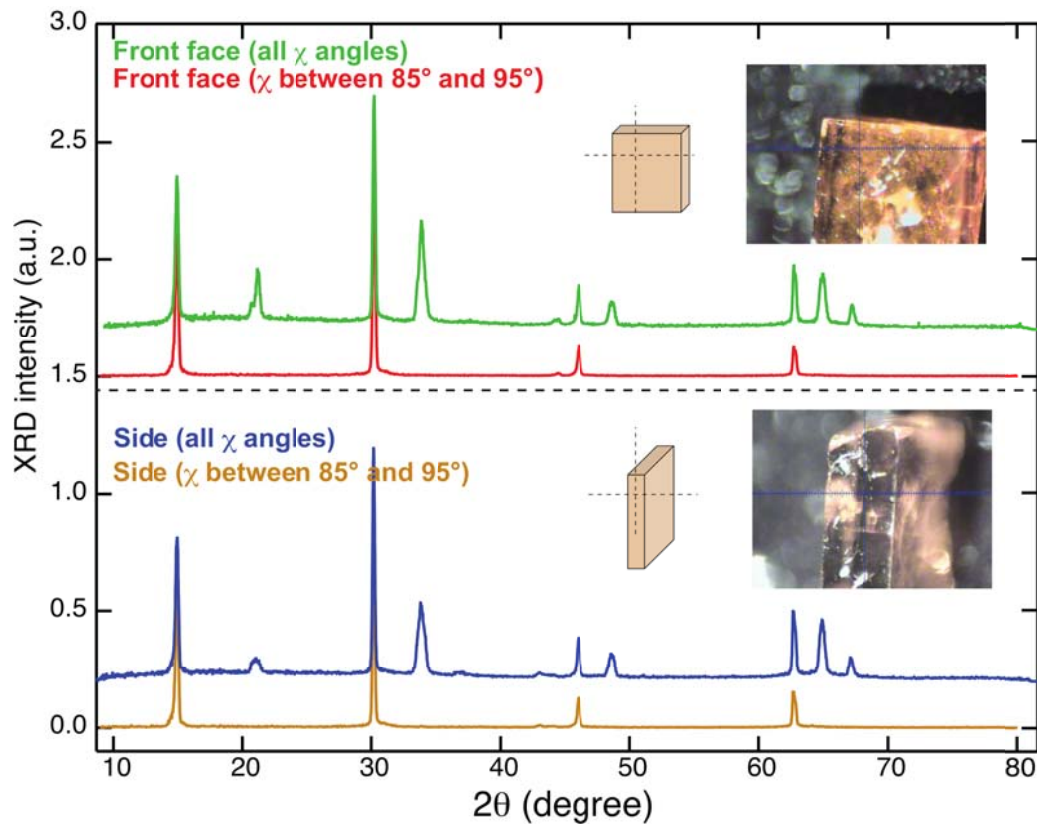 3.0
Front face (all χ angles)
Front face (χ between 85° and 95°)
2.5
2.0
XRD intensity (a.u.)
1.5
Side (all χ angles)
Side (χ between 85° and 95°)
1.0
0.5
0.0
10 20 30 40 50 60 70 80
2θ (degree)